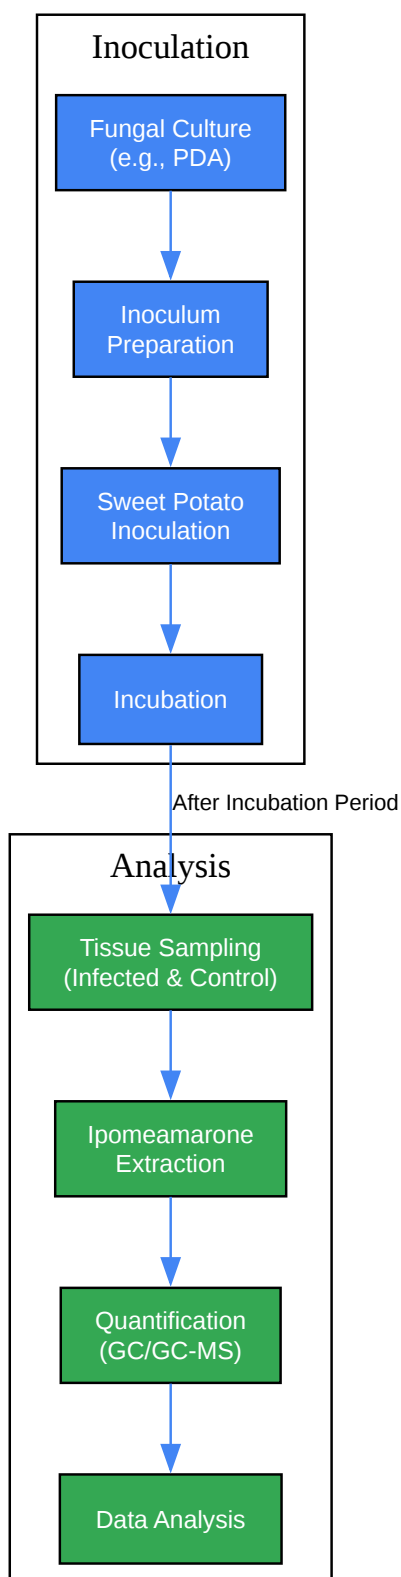 Inoculation
Fungal Culture
(e.g., PDA)
Inoculum
Preparation
Sweet Potato
Inoculation
Incubation
After Incubation Period
Analysis
Tissue Sampling
(Infected & Control)
Ipomeamarone
Extraction
Quantification
(GC/GC-MS)
Data Analysis